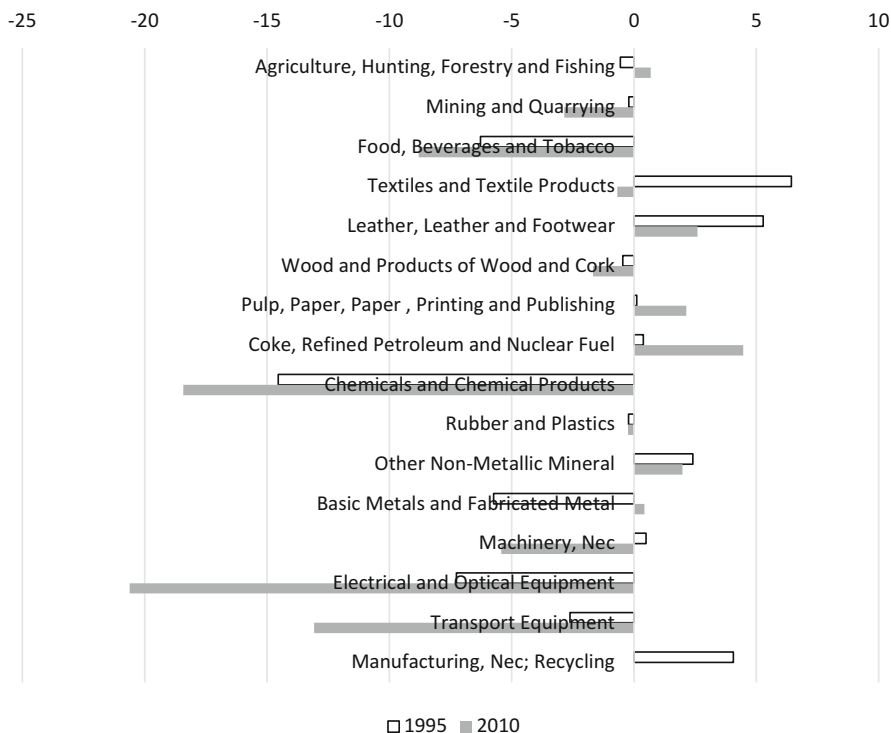 -25 -20 -15 -10 -5 0 5 10
Agriculture, Hunting, Forestry and Fishing
Mining and Quarrying
Food, Beverages and Tobacco
Textiles and Textile Products
Leather, Leather and Footwear
Wood and Products of Wood and Cork
Pulp, Paper, Paper , Printing and Publishing
Coke, Refined Petroleum and Nuclear Fuel
Chemicals and Chemical Products
Rubber and Plastics
Other Non-Metallic Mineral
Basic Metals and Fabricated Metal
Machinery, Nec
Electrical and Optical Equipment
Transport Equipment
Manufacturing, Nec; Recycling
1995 2010